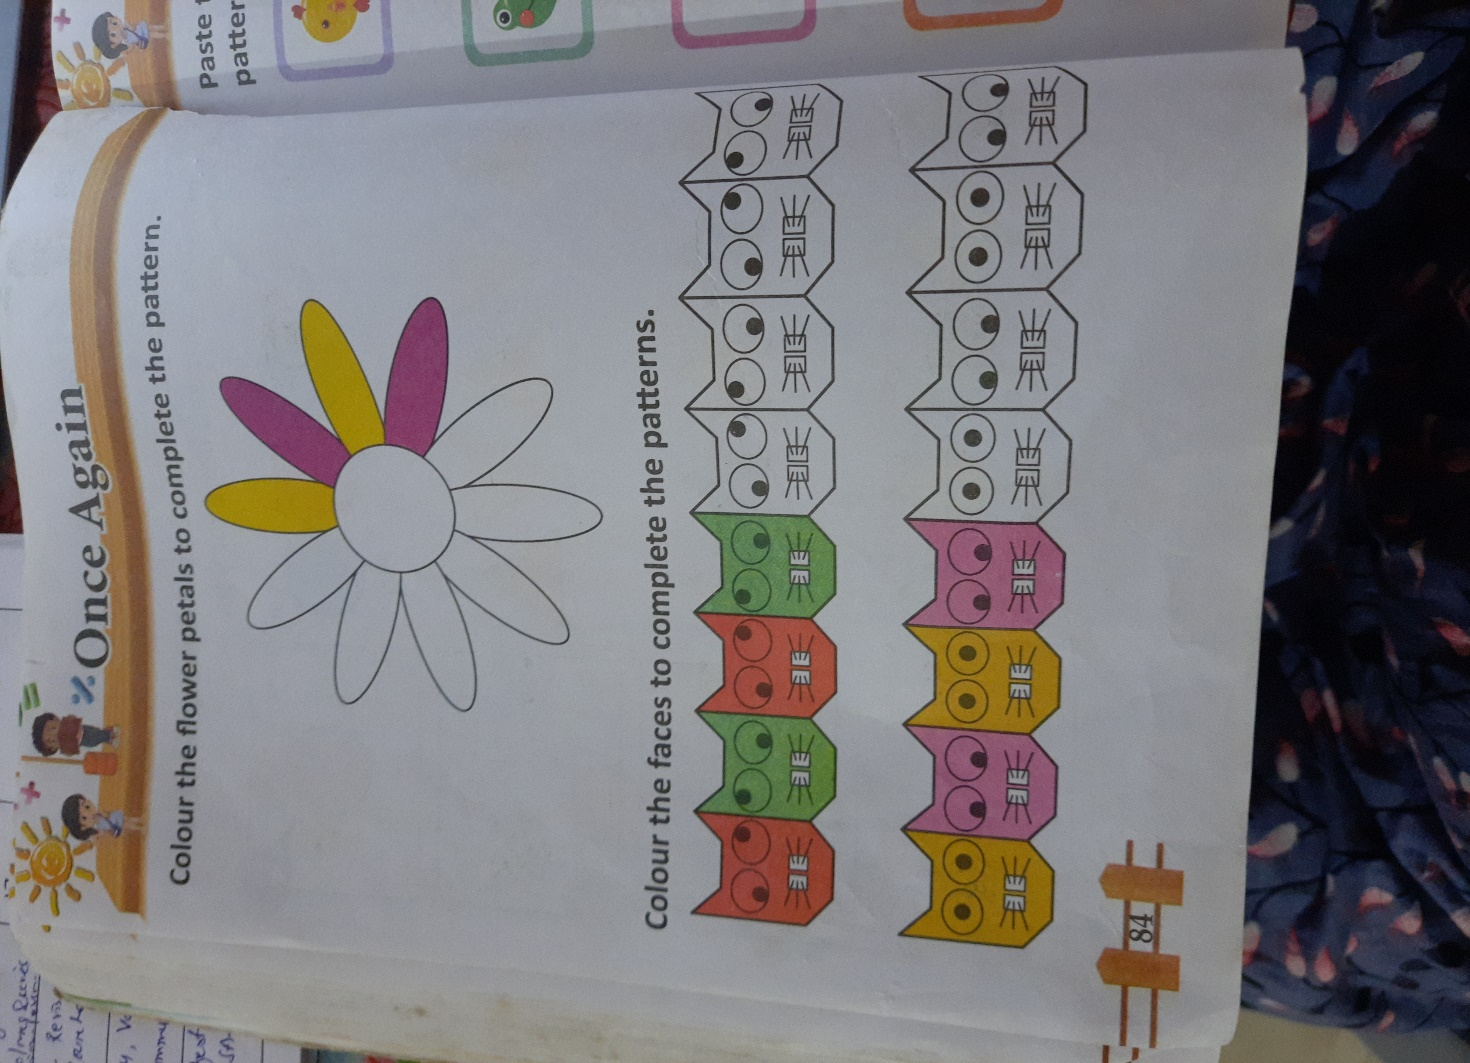 Once Again
Colour the flower petals to complete the pattern.
Colour the faces to complete the patterns.
84
Paste
patter